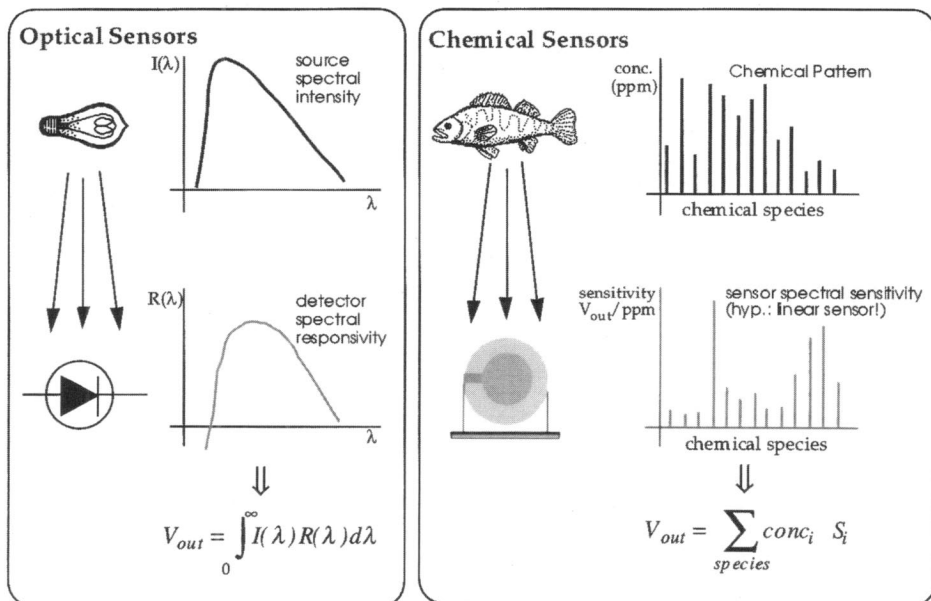 Optical Sensors
I(λ)
source
spectral
intensity
λ
R(λ)
detector
spectral
responsivity
λ
⇓
V_out = ∫_0^∞ I(λ)R(λ)dλ
Chemical Sensors
conc.
(ppm)
Chemical Pattern
chemical species
sensitivity
V_out/ppm
sensor spectral sensitivity
(hyp.: linear sensor!)
chemical species
⇓
V_out = ∑_species conc_i S_i